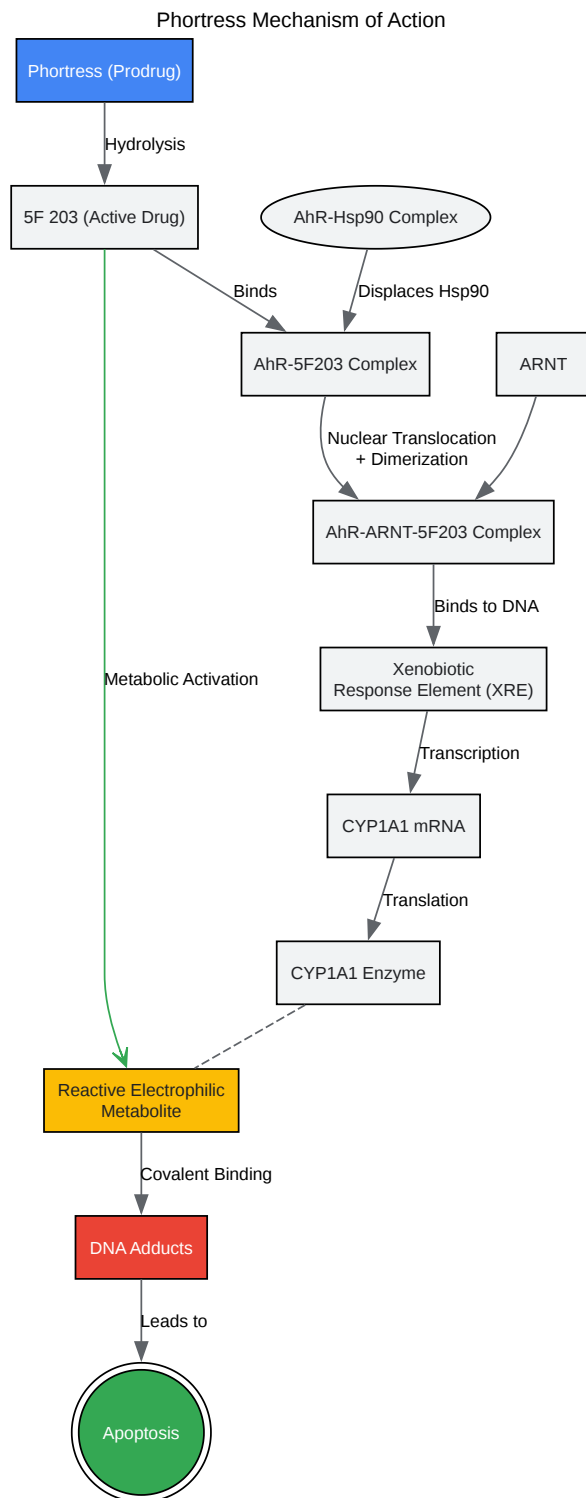 Phortress Mechanism of Action
Phortress (Prodrug)
Hydrolysis
5F 203 (Active Drug)
AhR-Hsp90 Complex
Binds
Displaces Hsp90
AhR-5F203 Complex
ARNT
Nuclear Translocation
+ Dimerization
AhR-ARNT-5F203 Complex
Binds to DNA
Xenobiotic
Response Element (XRE)
Metabolic Activation
Transcription
CYP1A1 mRNA
Translation
CYP1A1 Enzyme
Reactive Electrophilic
Metabolite
Covalent Binding
DNA Adducts
Leads to
Apoptosis